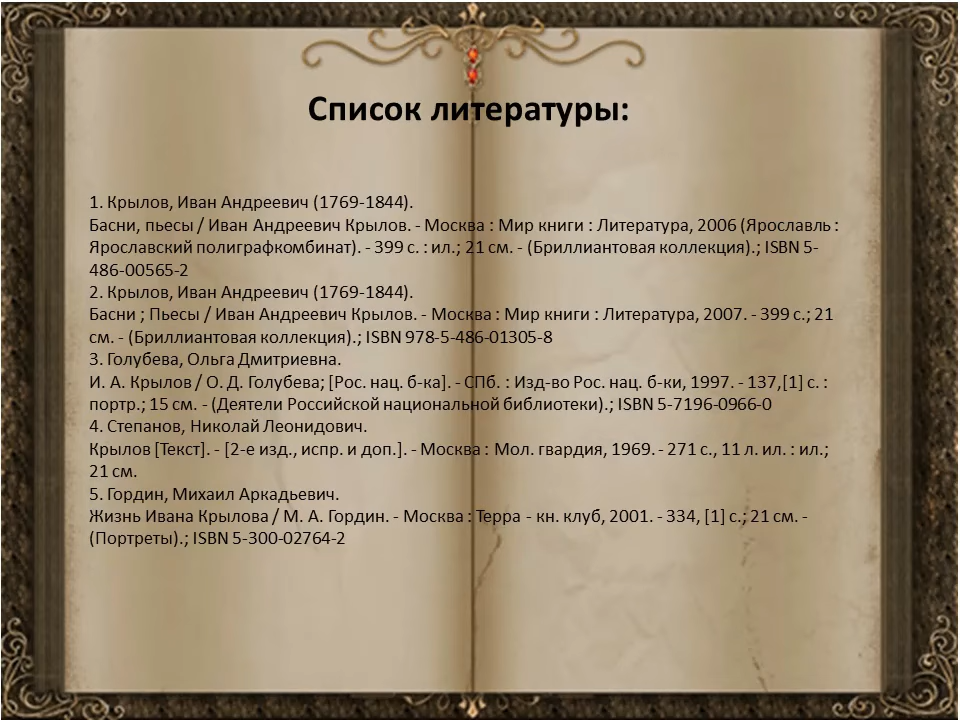 Список литературы:
1. Крылов, Иван Андреевич (1769-1844).
Басни, пьесы / Иван Андреевич Крылов. - Москва : Мир книги : Литература, 2006 (Ярославль :
Ярославский полиграфкомбинат). - 399 с. : ил.; 21 см. - (Бриллиантовая коллекция).; ISBN 5-
486-00565-2
2. Крылов, Иван Андреевич (1769-1844).
Басни ; Пьесы / Иван Андреевич Крылов. - Москва : Мир книги : Литература, 2007. - 399 с.; 21
см. - (Бриллиантовая коллекция).; ISBN 978-5-486-01305-8
3. Голубева, Ольга Дмитриевна.
И. А. Крылов / О. Д. Голубева; [Рос. нац. б-ка]. - СПб. : Изд-во Рос. нац. б-ки, 1997. - 137,[1] с. :
портр.; 15 см. - (Деятели Российской национальной библиотеки).; ISBN 5-7196-0966-0
4. Степанов, Николай Леонидович.
Крылов [Текст]. - [2-е изд., испр. и доп.]. - Москва : Мол. гвардия, 1969. - 271 с., 11 л. ил. : ил.;
21 см.
5. Гордин, Михаил Аркадьевич.
Жизнь Ивана Крылова / М. А. Гордин. - Москва : Терра - кн. клуб, 2001. - 334, [1] с.; 21 см. -
(Портреты).; ISBN 5-300-02764-2